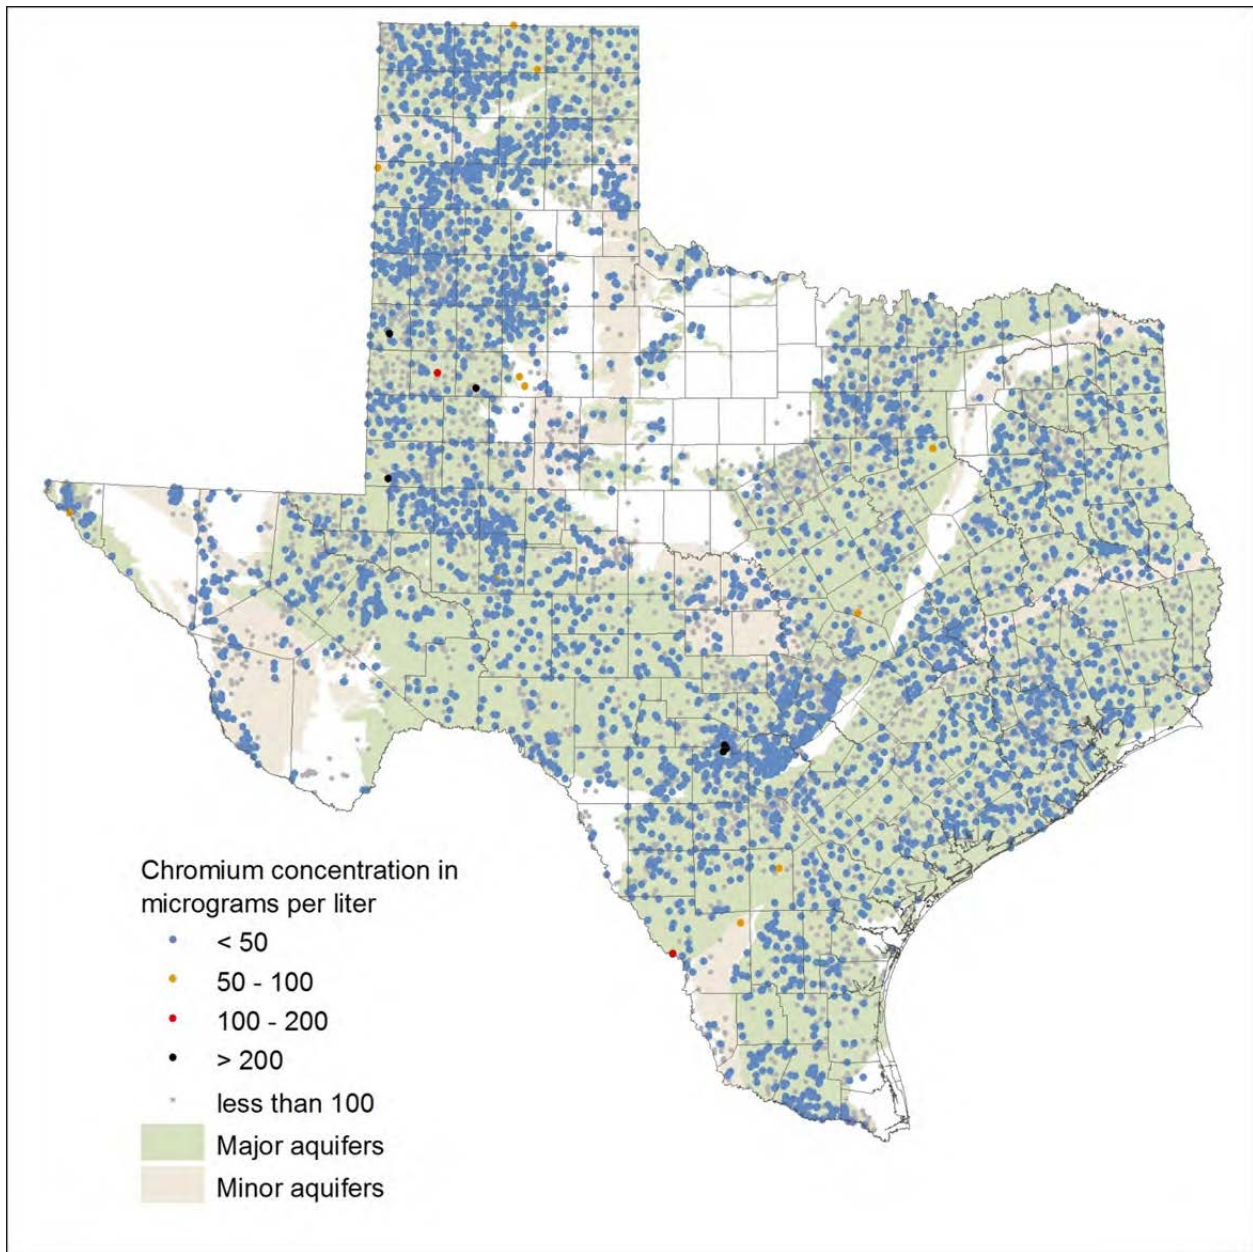 Chromium concentration in
micrograms per liter
< 50
50 - 100
100 - 200
> 200
less than 100
Major aquifers
Minor aquifers